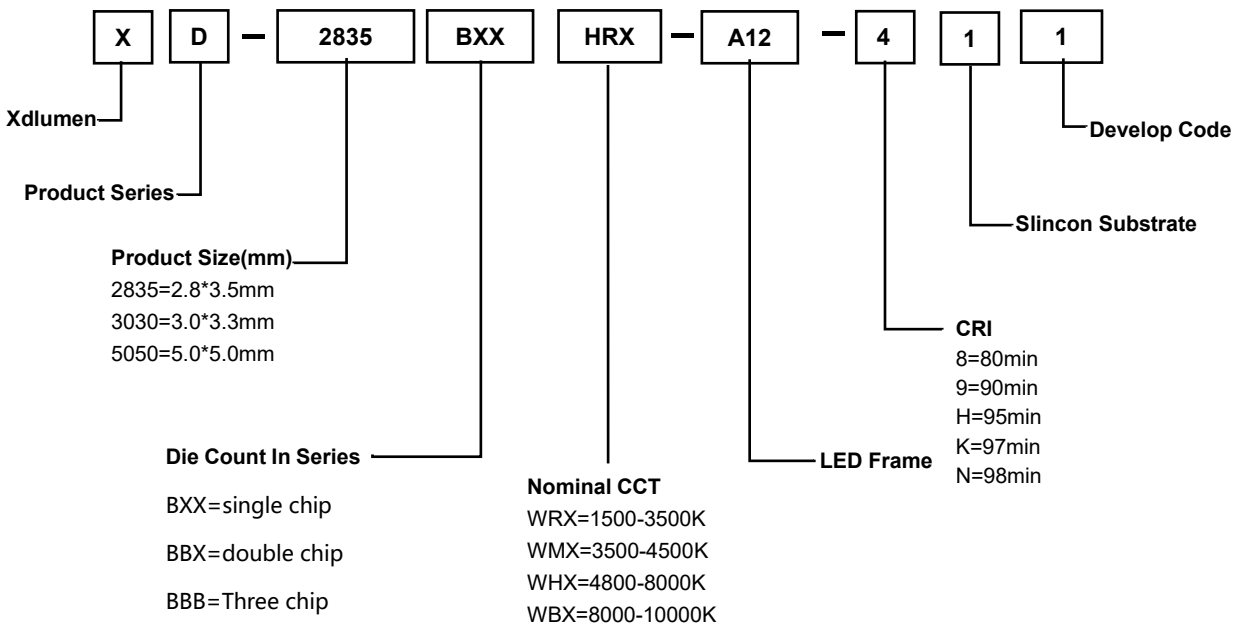 X D – 2835 BXX HRX – A12 – 4 1 1
Xdlumen
Develop Code
Product Series
Slincon Substrate
Product Size(mm)
2835=2.8*3.5mm
3030=3.0*3.3mm
5050=5.0*5.0mm
CRI
8=80min
9=90min
H=95min
K=97min
N=98min
Die Count In Series
BXX=single chip
BBX=double chip
BBB=Three chip
LED Frame
Nominal CCT
WRX=1500-3500K
WMX=3500-4500K
WHX=4800-8000K
WBX=8000-10000K